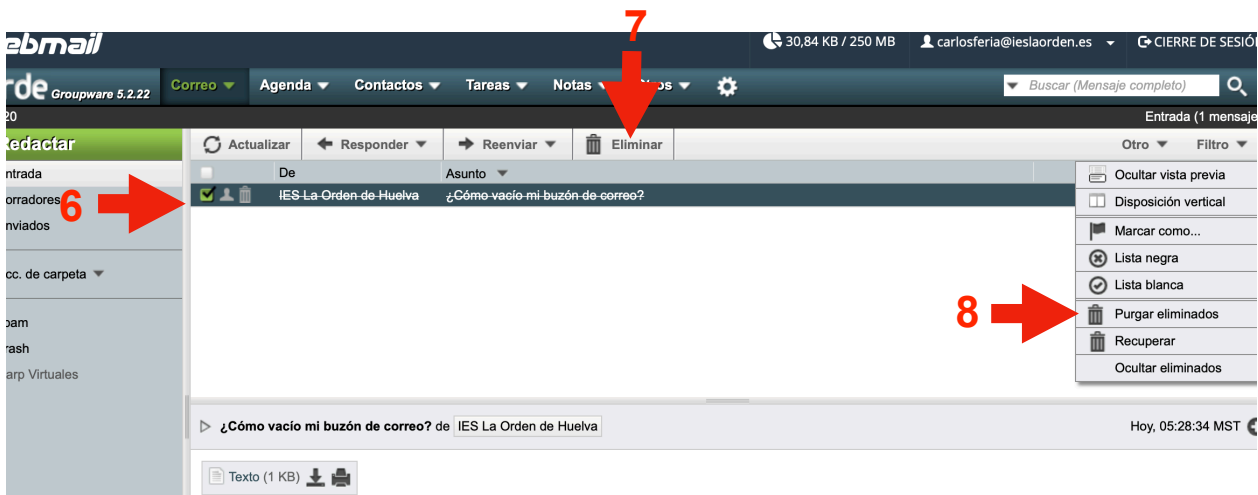 7
ebmail 30,84 KB / 250 MB carlosferia@ieslaorden.es CIERRE DE SESIÓ
rde Groupware 5.2.22 Correo Agenda Contactos Tareas Notas Buscar (Mensaje completo)
20 Entrada (1 mensaje
Redactar Actualizar Responder Reenviar Eliminar Otro Filtro
ntrada De Asunto Ocultar vista previa
orradores IES La Orden de Huelva ¿Cómo vacío mi buzón de correo? Disposición vertical
6
nviados Marcar como...
Lista negra
cc. de carpeta Lista blanca
8 Purgar eliminados
pam
rash Recuperar
arp Virtuales Ocultar eliminados
¿Cómo vacío mi buzón de correo? de IES La Orden de Huelva Hoy, 05:28:34 MST
Texto (1 KB)